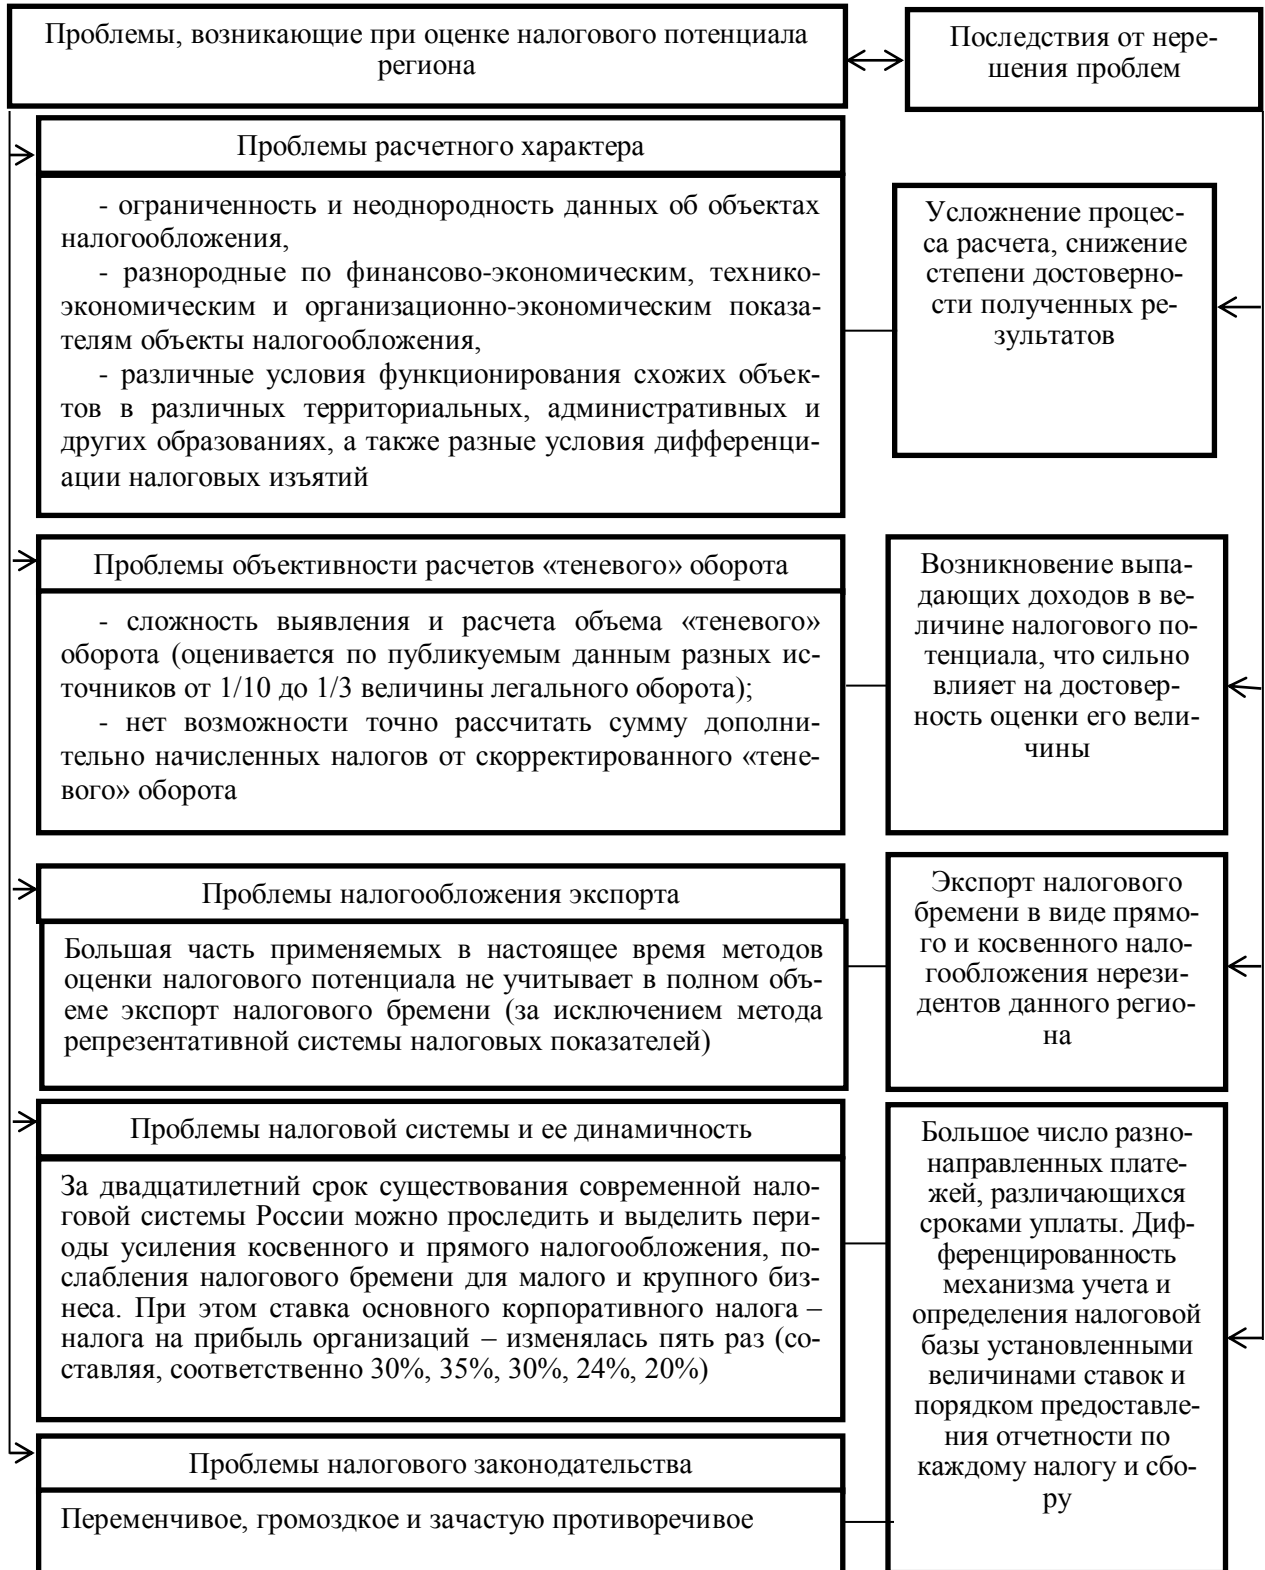 Проблемы, возникающие при оценке налогового потенциала
региона
Последствия от нере-
шения проблем
Проблемы расчетного характера
- ограниченность и неоднородность данных об объектах
налогообложения,
- разнородные по финансово-экономическим, технико-
экономическим и организационно-экономическим показа-
телям объекты налогообложения,
- различные условия функционирования схожих объек-
тов в различных территориальных, административных и
других образованиях, а также разные условия дифференци-
ации налоговых изъятий
Усложнение процес-
са расчета, снижение
степени достоверно-
сти полученных ре-
зультатов
Проблемы объективности расчетов «теневого» оборота
- сложность выявления и расчета объема «теневого»
оборота (оценивается по публикуемым данным разных ис-
точников от 1/10 до 1/3 величины легального оборота);
- нет возможности точно рассчитать сумму дополни-
тельно начисленных налогов от скорректированного «тене-
вого» оборота
Возникновение выпа-
дающих доходов в ве-
личине налогового по-
тенциала, что сильно
влияет на достовер-
ность оценки его вели-
чины
Проблемы налогообложения экспорта
Большая часть применяемых в настоящее время методов
оценки налогового потенциала не учитывает в полном объ-
еме экспорт налогового бремени (за исключением метода
репрезентативной системы налоговых показателей)
Экспорт налогового
бремени в виде прямо-
го и косвенного нало-
гообложения нерези-
дентов данного регио-
на
Проблемы налоговой системы и ее динамичность
За двадцатилетний срок существования современной нало-
говой системы России можно проследить и выделить пери-
оды усиления косвенного и прямого налогообложения, по-
слабления налогового бремени для малого и крупного биз-
неса. При этом ставка основного корпоративного налога –
налога на прибыль организаций – изменялась пять раз (со-
ставляя, соответственно 30%, 35%, 30%, 24%, 20%)
Большое число разно-
направленных плате-
жей, различающихся
сроками уплаты. Диф-
ференцированность
механизма учета и
определения налоговой
базы установленными
величинами ставок и
порядком предоставле-
ния отчетности по
каждому налогу и сбо-
ру
Проблемы налогового законодательства
Переменчивое, громоздкое и зачастую противоречивое